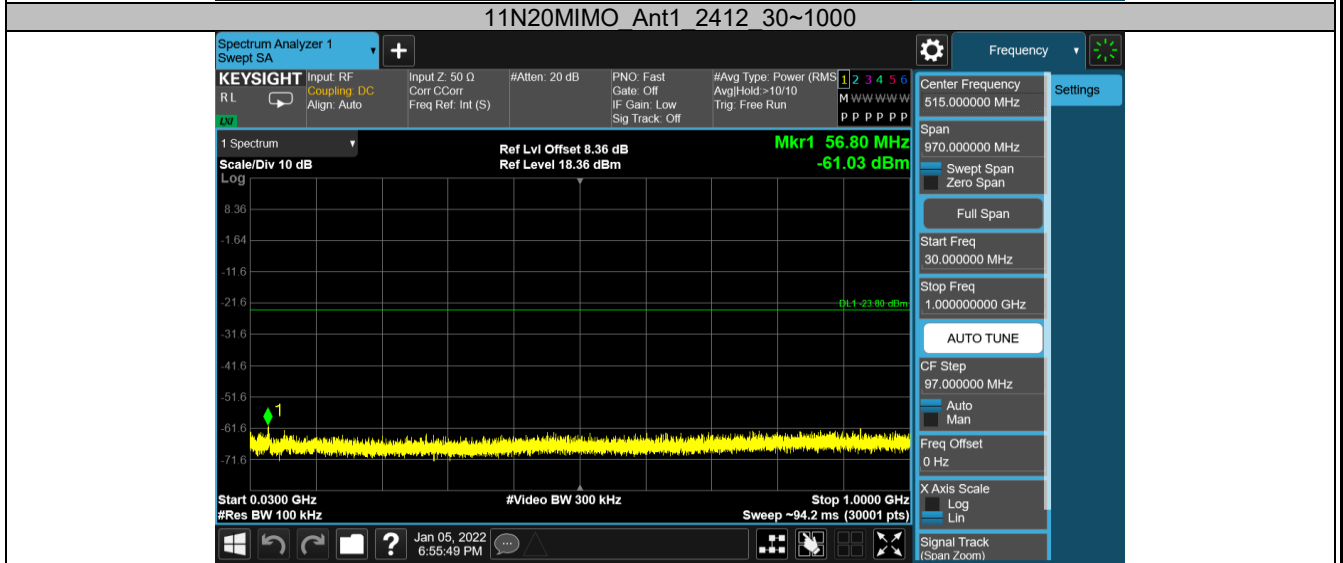 11N20MIMO_Ant1_2412_30~1000
Spectrum Analyzer 1
Swept SA
Frequency
KEYSIGHT
RL
LXI
Input: RF
Coupling: DC
Align: Auto
Input Z: 50 Ω
Corr CCorr
Freq Ref: Int (S)
#Atten: 20 dB
PNO: Fast
Gate: Off
IF Gain: Low
Sig Track: Off
#Avg Type: Power (RMS
Avg|Hold:>10/10
Trig: Free Run
1 2 3 4 5 6
M W W W W W
P P P P P P
1 Spectrum
Scale/Div 10 dB
Ref Lvl Offset 8.36 dB
Ref Level 18.36 dBm
Mkr1 56.80 MHz
-61.03 dBm
Log
8.36
-1.64
-11.6
-21.6
DL1 -23.80 dBm
-31.6
-41.6
-51.6
1
-61.6
-71.6
Start 0.0300 GHz
#Res BW 100 kHz
#Video BW 300 kHz
Stop 1.0000 GHz
Sweep ~94.2 ms (30001 pts)
?
Jan 05, 2022
6:55:49 PM
Center Frequency
515.000000 MHz
Settings
Span
970.000000 MHz
Swept Span
Zero Span
Full Span
Start Freq
30.000000 MHz
Stop Freq
1.000000000 GHz
AUTO TUNE
CF Step
97.000000 MHz
Auto
Man
Freq Offset
0 Hz
X Axis Scale
Log
Lin
Signal Track
(Span Zoom)